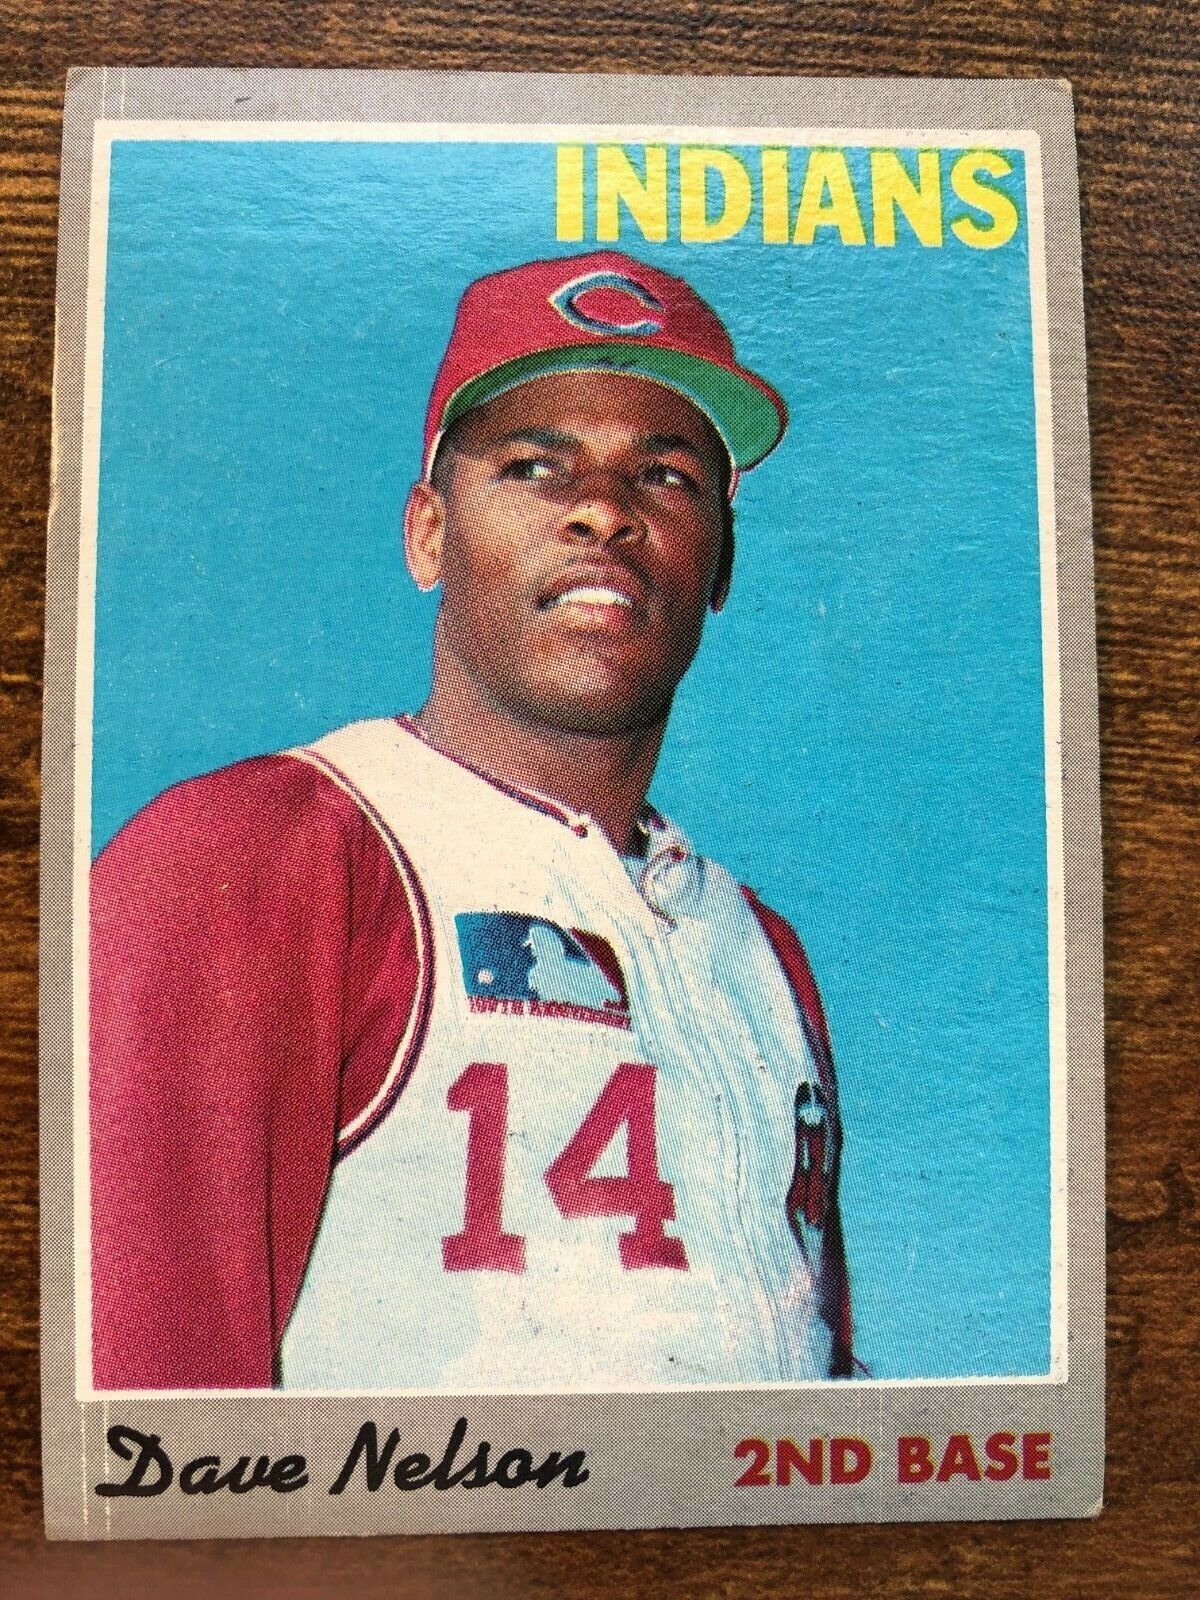 INDIANS
C
14
Dave Nelson
2ND BASE